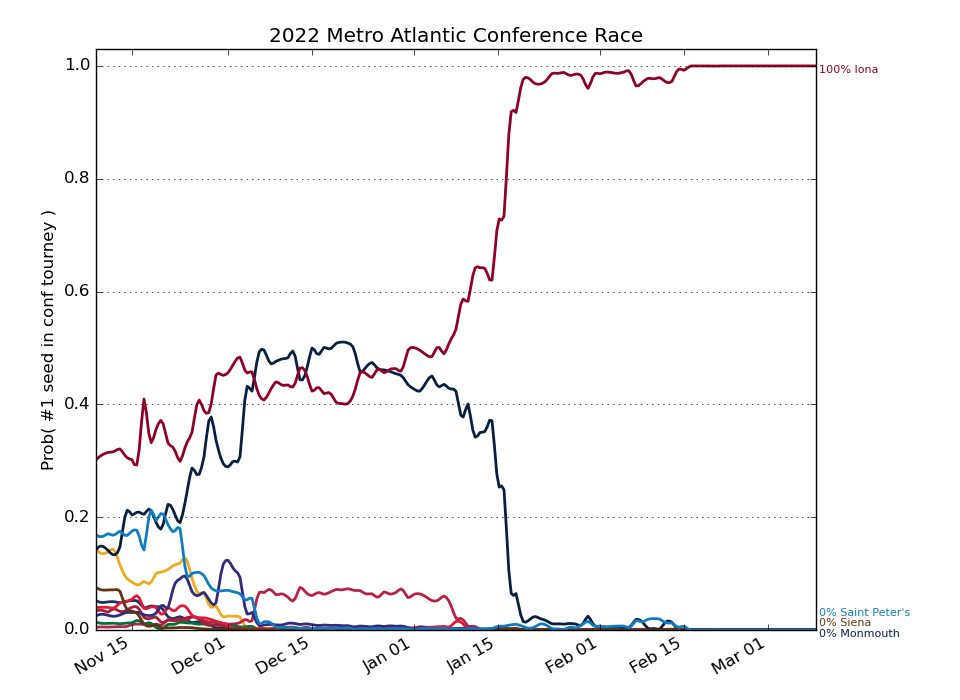 2022 Metro Atlantic Conference Race
Prob( #1 seed in conf tourney )
1.0
0.8
0.6
0.4
0.2
0.0
Nov 15
Dec 01
Dec 15
Jan 01
Jan 15
Feb 01
Feb 15
Mar 01
100% Iona
0% Saint Peter's
0% Siena
0% Monmouth